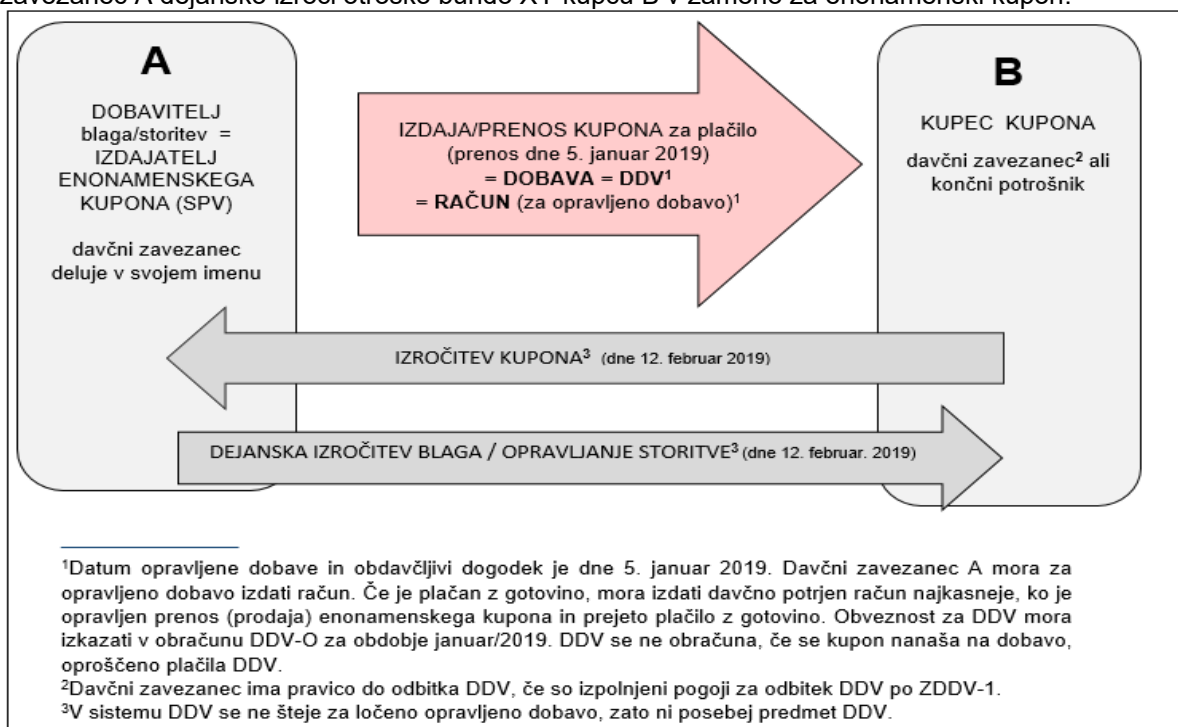 zavezanec A dejansko izroči otroško bundo XY kupcu B v zameno za enonamenski kupon.
A
DOBAVITELJ
blaga/storitev =
IZDAJATELJ
ENONAMENSKEGA
KUPONA (SPV)
davčni zavezanec
deluje v svojem imenu
IZDAJA/PRENOS KUPONA za plačilo
(prenos dne 5. januar 2019)
= DOBAVA = DDV¹
= RAČUN (za opravljeno dobavo)¹
B
KUPEC KUPONA
davčni zavezanec² ali
končni potrošnik
IZROČITEV KUPONA³ (dne 12. februar 2019)
DEJANSKA IZROČITEV BLAGA / OPRAVLJANJE STORITVE³ (dne 12. februar. 2019)
¹Datum opravljene dobave in obdavčljivi dogodek je dne 5. januar 2019. Davčni zavezanec A mora za
opravljeno dobavo izdati račun. Če je plačan z gotovino, mora izdati davčno potrjen račun najkasneje, ko je
opravljen prenos (prodaja) enonamenskega kupona in prejeto plačilo z gotovino. Obveznost za DDV mora
izkazati v obračunu DDV-O za obdobje januar/2019. DDV se ne obračuna, če se kupon nanaša na dobavo,
oproščeno plačila DDV.
²Davčni zavezanec ima pravico do odbitka DDV, če so izpolnjeni pogoji za odbitek DDV po ZDDV-1.
³V sistemu DDV se ne šteje za ločeno opravljeno dobavo, zato ni posebej predmet DDV.